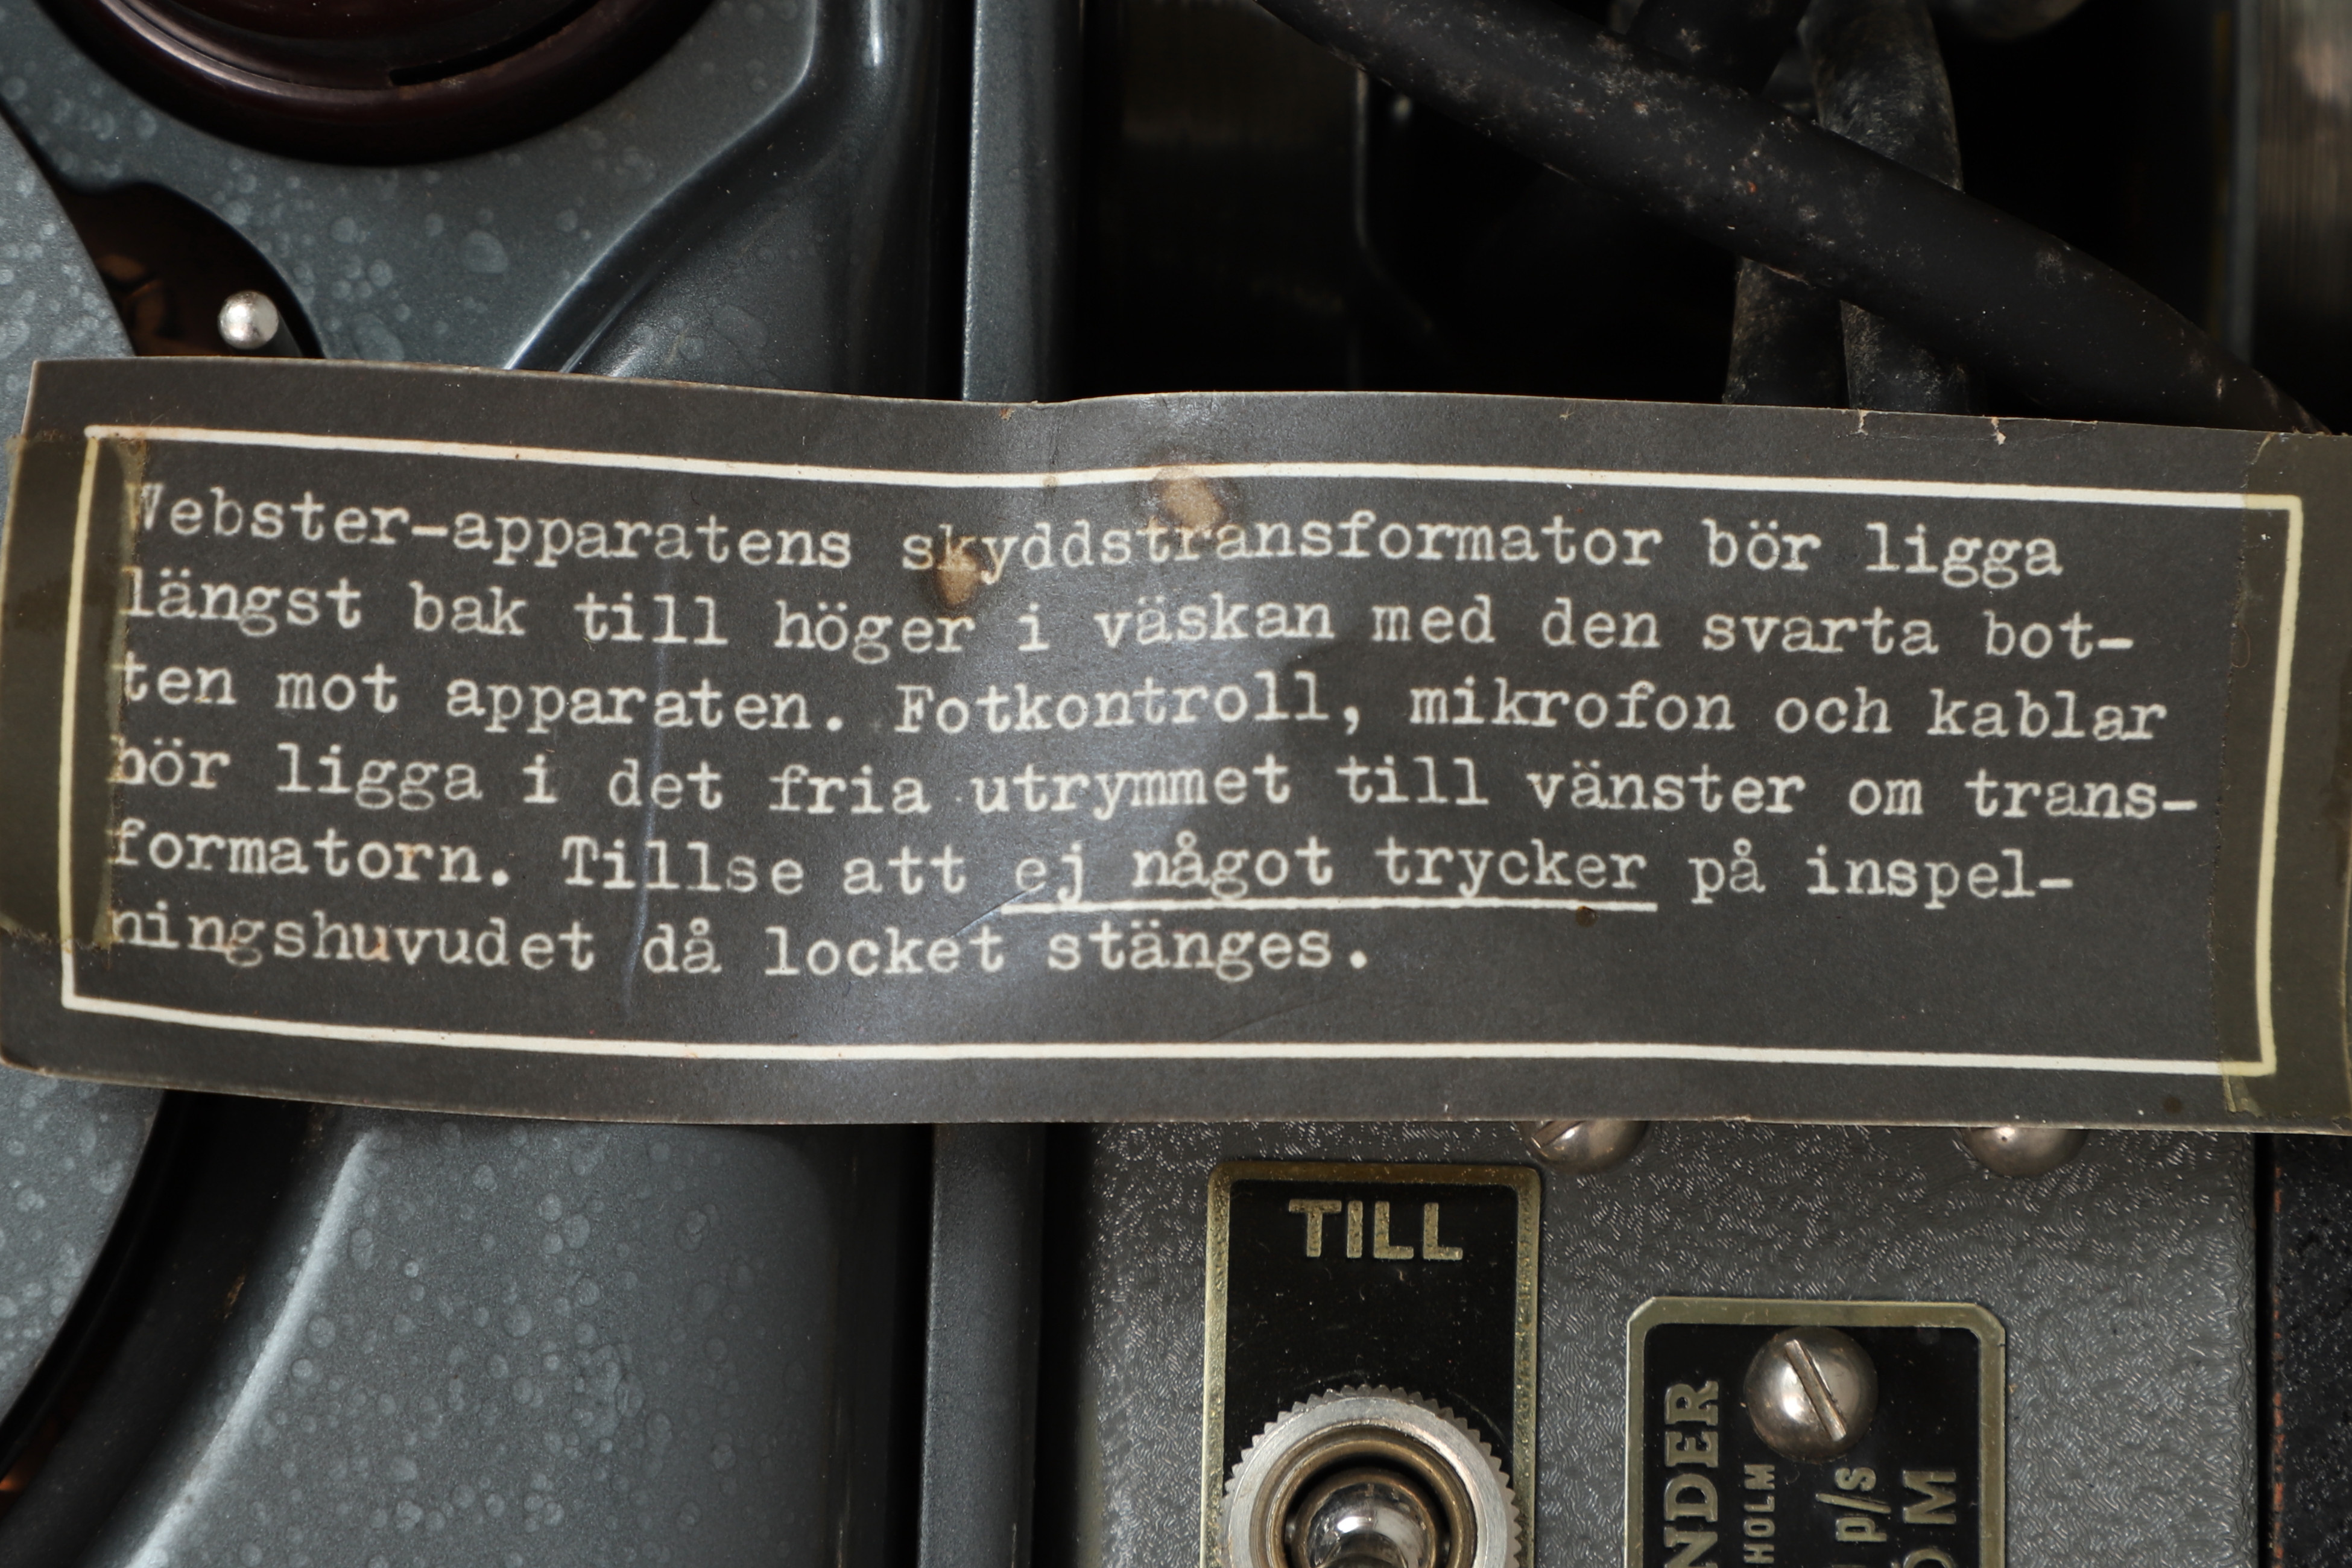 Webster-apparatens skyddstransformator bör ligga
längst bak till höger i väskan med den svarta bot-
ten mot apparaten. Fotkontroll, mikrofon och kablar
bör ligga i det fria utrymmet till vänster om trans-
formatorn. Tillse att ej något trycker på inspel-
ningshuvudet då locket stänges.
TILL
NDER
HOLM
p/s
M